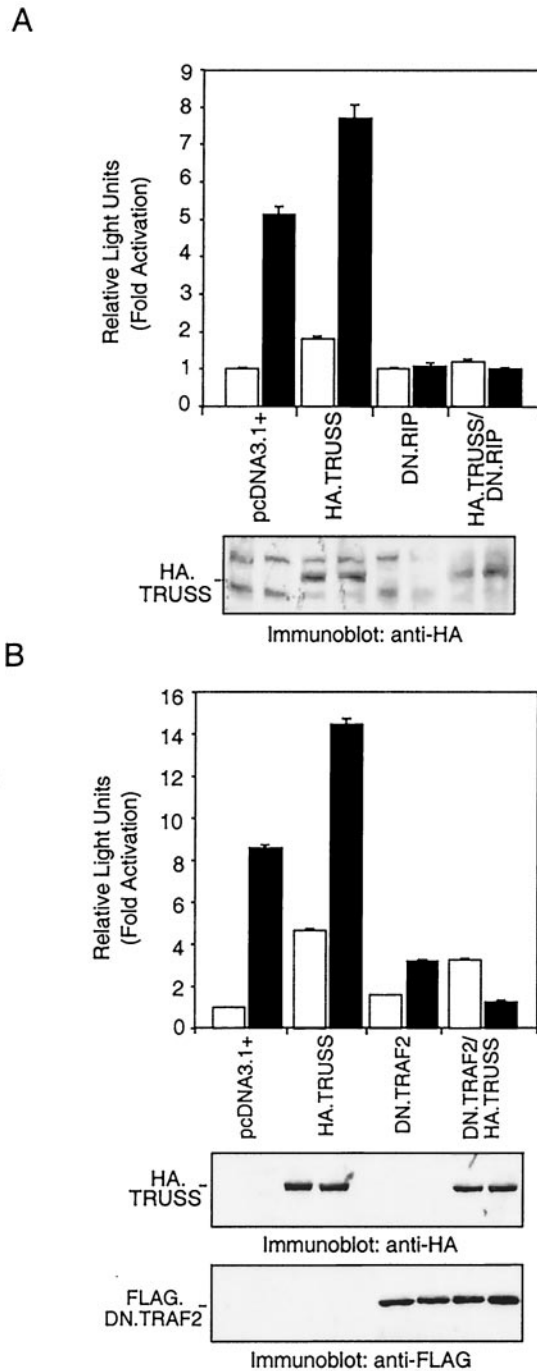 A
Relative Light Units
(Fold Activation)
9
8
7
6
5
4
3
2
1
0
pcDNA3.1+
HA.TRUSS
DN.RIP
HA.TRUSS/
DN.RIP
HA.
TRUSS
Immunoblot: anti-HA
B
Relative Light Units
(Fold Activation)
16
14
12
10
8
6
4
2
0
pcDNA3.1+
HA.TRUSS
DN.TRAF2
DN.TRAF2/
HA.TRUSS
HA.
TRUSS
Immunoblot: anti-HA
FLAG.
DN.TRAF2
Immunoblot: anti-FLAG